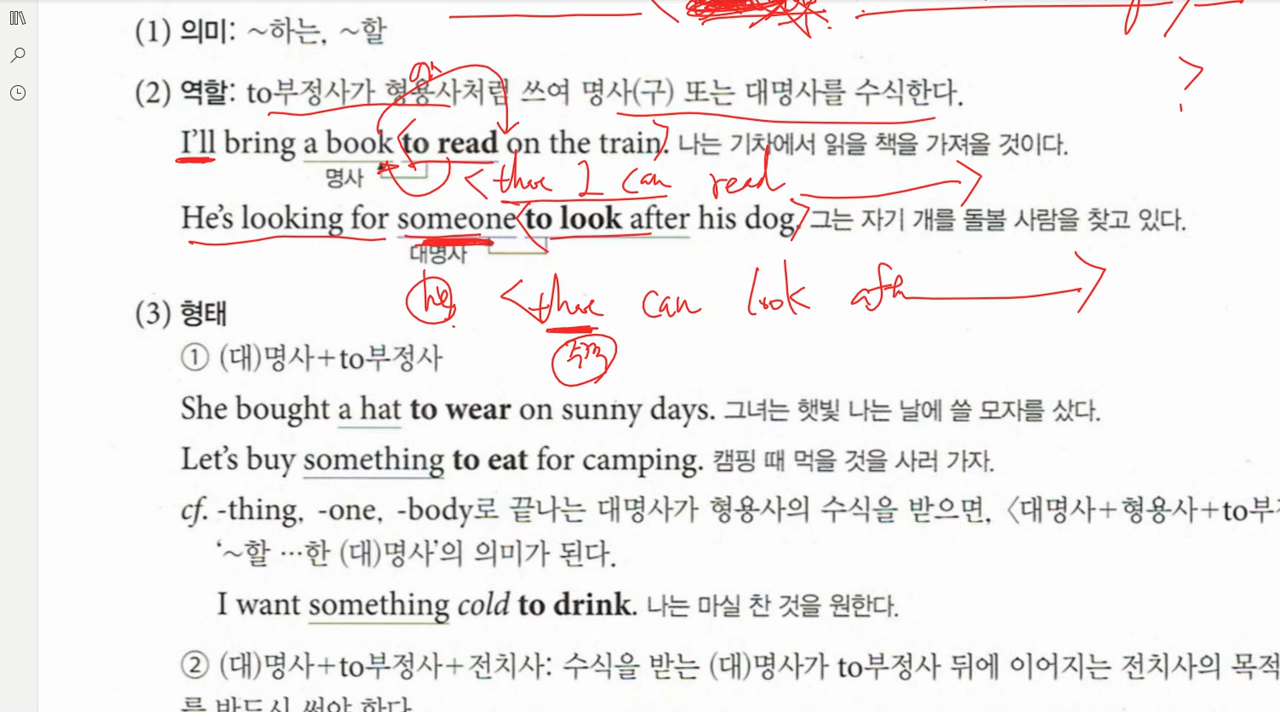 (1) 의미: ~하는, ~할
(2) 역할: to부정사가 형용사처럼 쓰여 명사(구) 또는 대명사를 수식한다.
?
I'll bring a book to read on the train. 나는 기차에서 읽을 책을 가져올 것이다.
명사
I can read
He's looking for someone to look after his dog. 그는 자기 개를 돌볼 사람을 찾고 있다.
대명사
he can look
(3) 형태
① (대)명사+to부정사
She bought a hat to wear on sunny days. 그녀는 햇빛 나는 날에 쓸 모자를 샀다.
Let's buy something to eat for camping. 캠핑 때 먹을 것을 사러 가자.
cf. -thing, -one, -body로 끝나는 대명사가 형용사의 수식을 받으면, 〈대명사+형용사+to부정
‘~할 …한 (대)명사’의 의미가 된다.
I want something cold to drink. 나는 마실 찬 것을 원한다.
② (대)명사+to부정사+전치사: 수식을 받는 (대)명사가 to부정사 뒤에 이어지는 전치사의 목적
를 반드시 써야 한다.